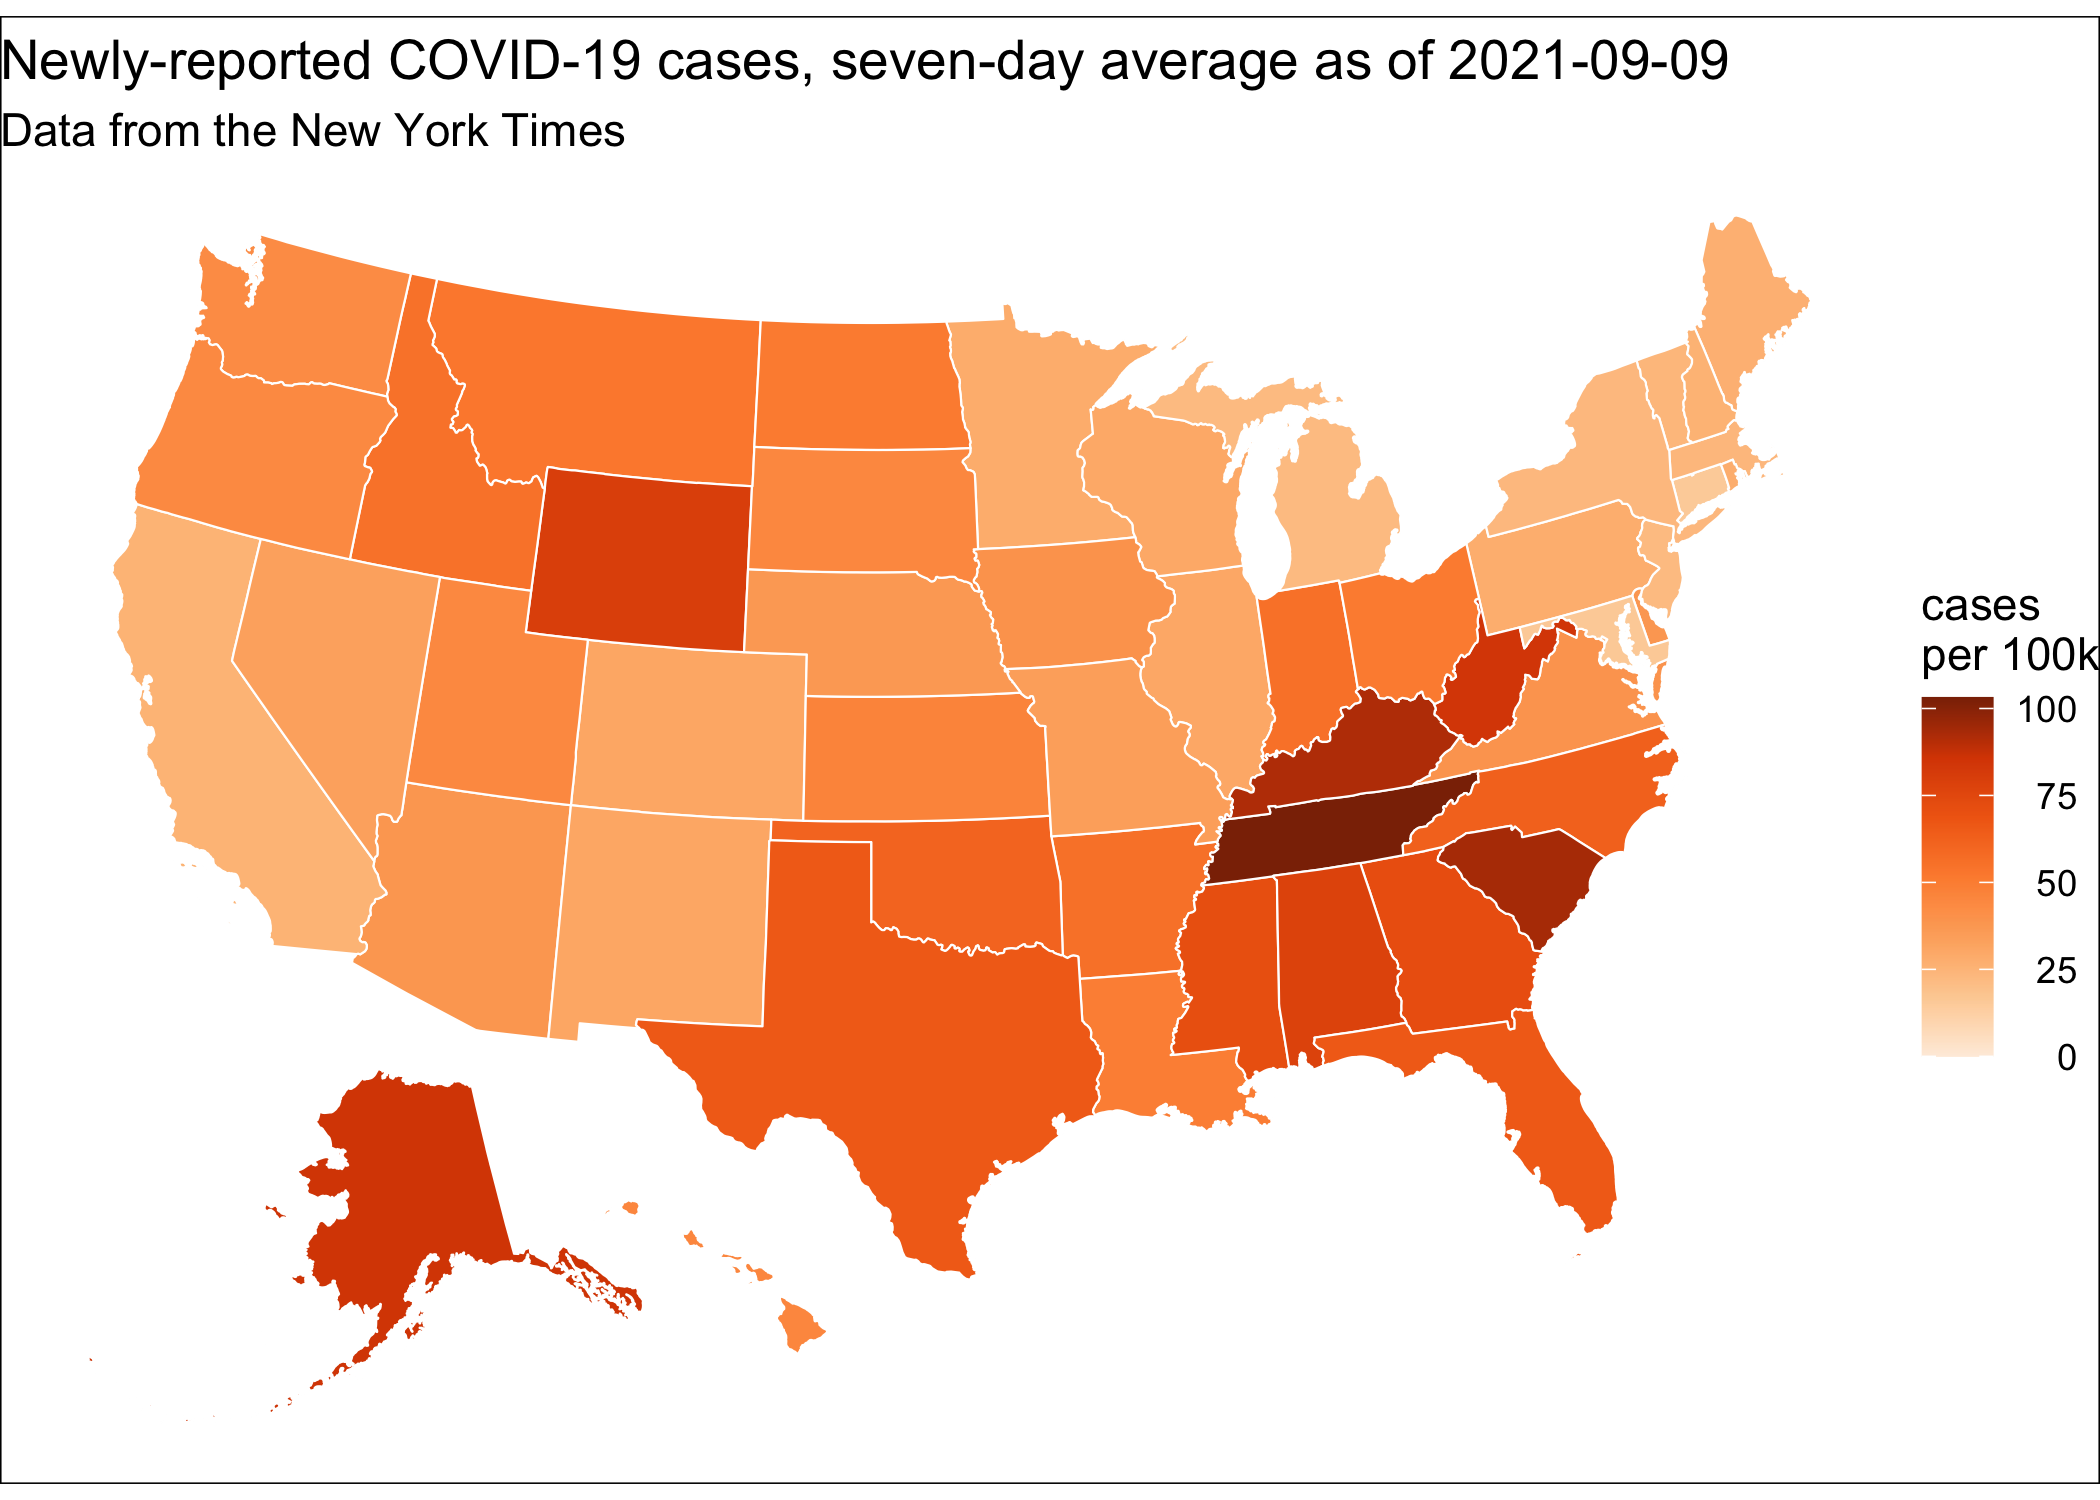 Newly-reported COVID-19 cases, seven-day average as of 2021-09-09
Data from the New York Times
cases
per 100k
100
75
50
25
0